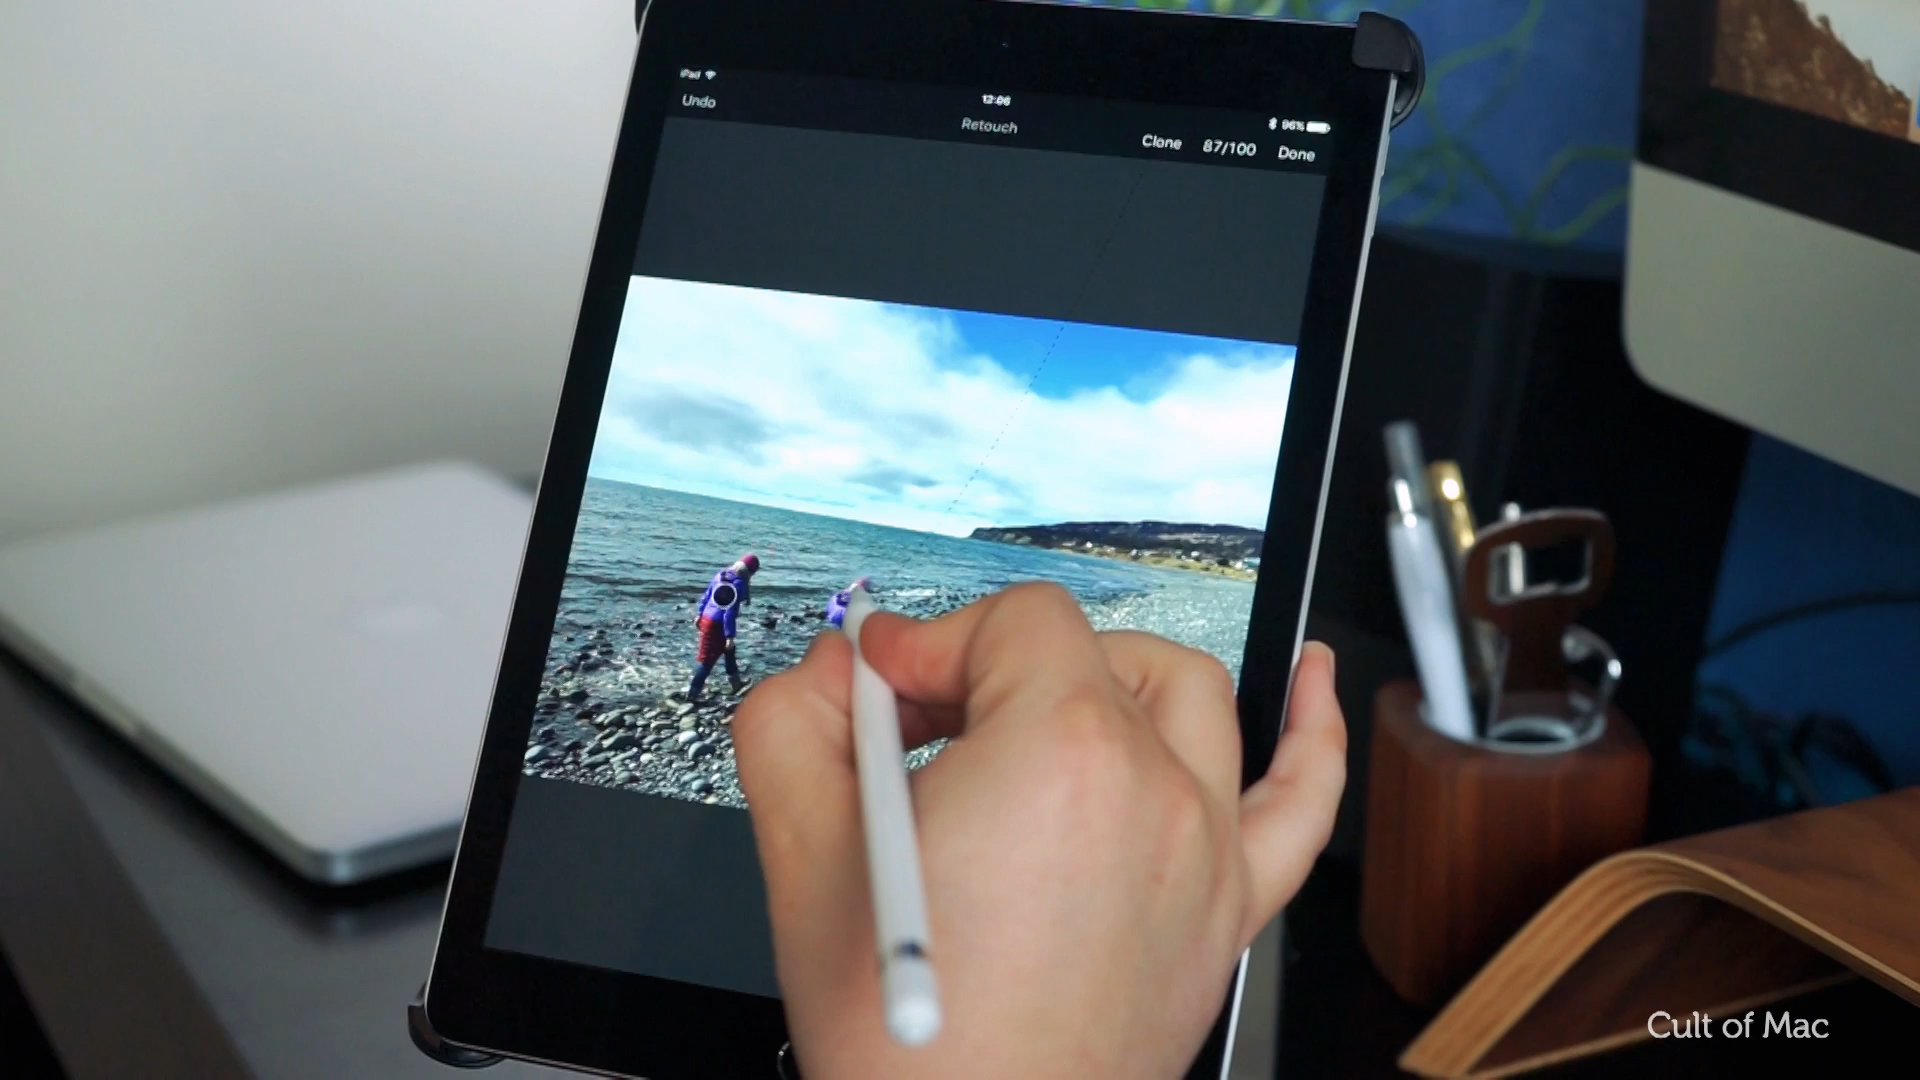 iPad
12:06
96%
Undo
Retouch
Clone 87/100 Done
Cult of Mac